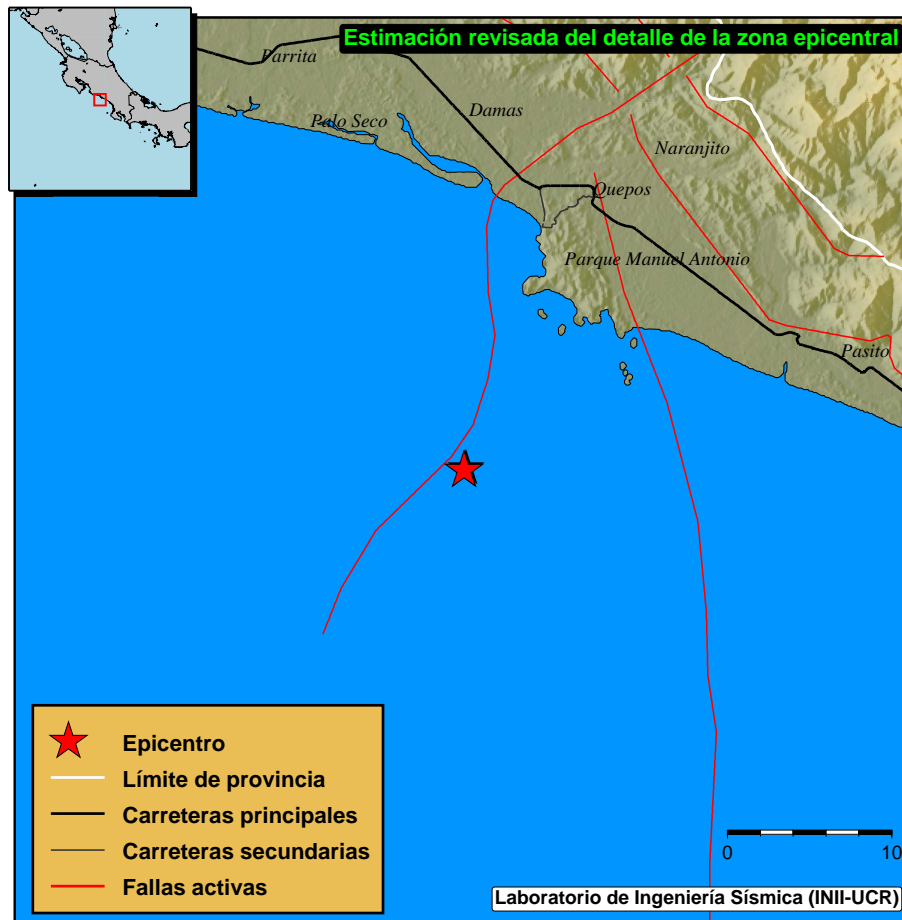 Estimación revisada del detalle de la zona epicentral
Parrita
Damas
Palo Seco
Naranjito
Quepos
Parque Manuel Antonio
Pasito
Epicentro
Límite de provincia
Carreteras principales
Carreteras secundarias
Fallas activas
0
10
Laboratorio de Ingeniería Sísmica (INII-UCR)